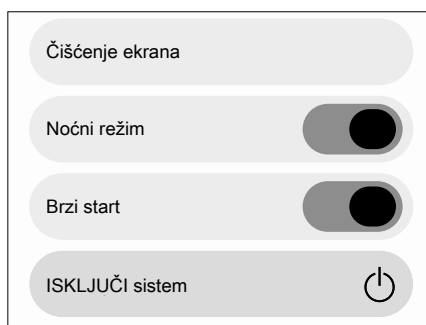 Čišćenje ekrana
Noćni režim
Brzi start
ISKLJUČI sistem